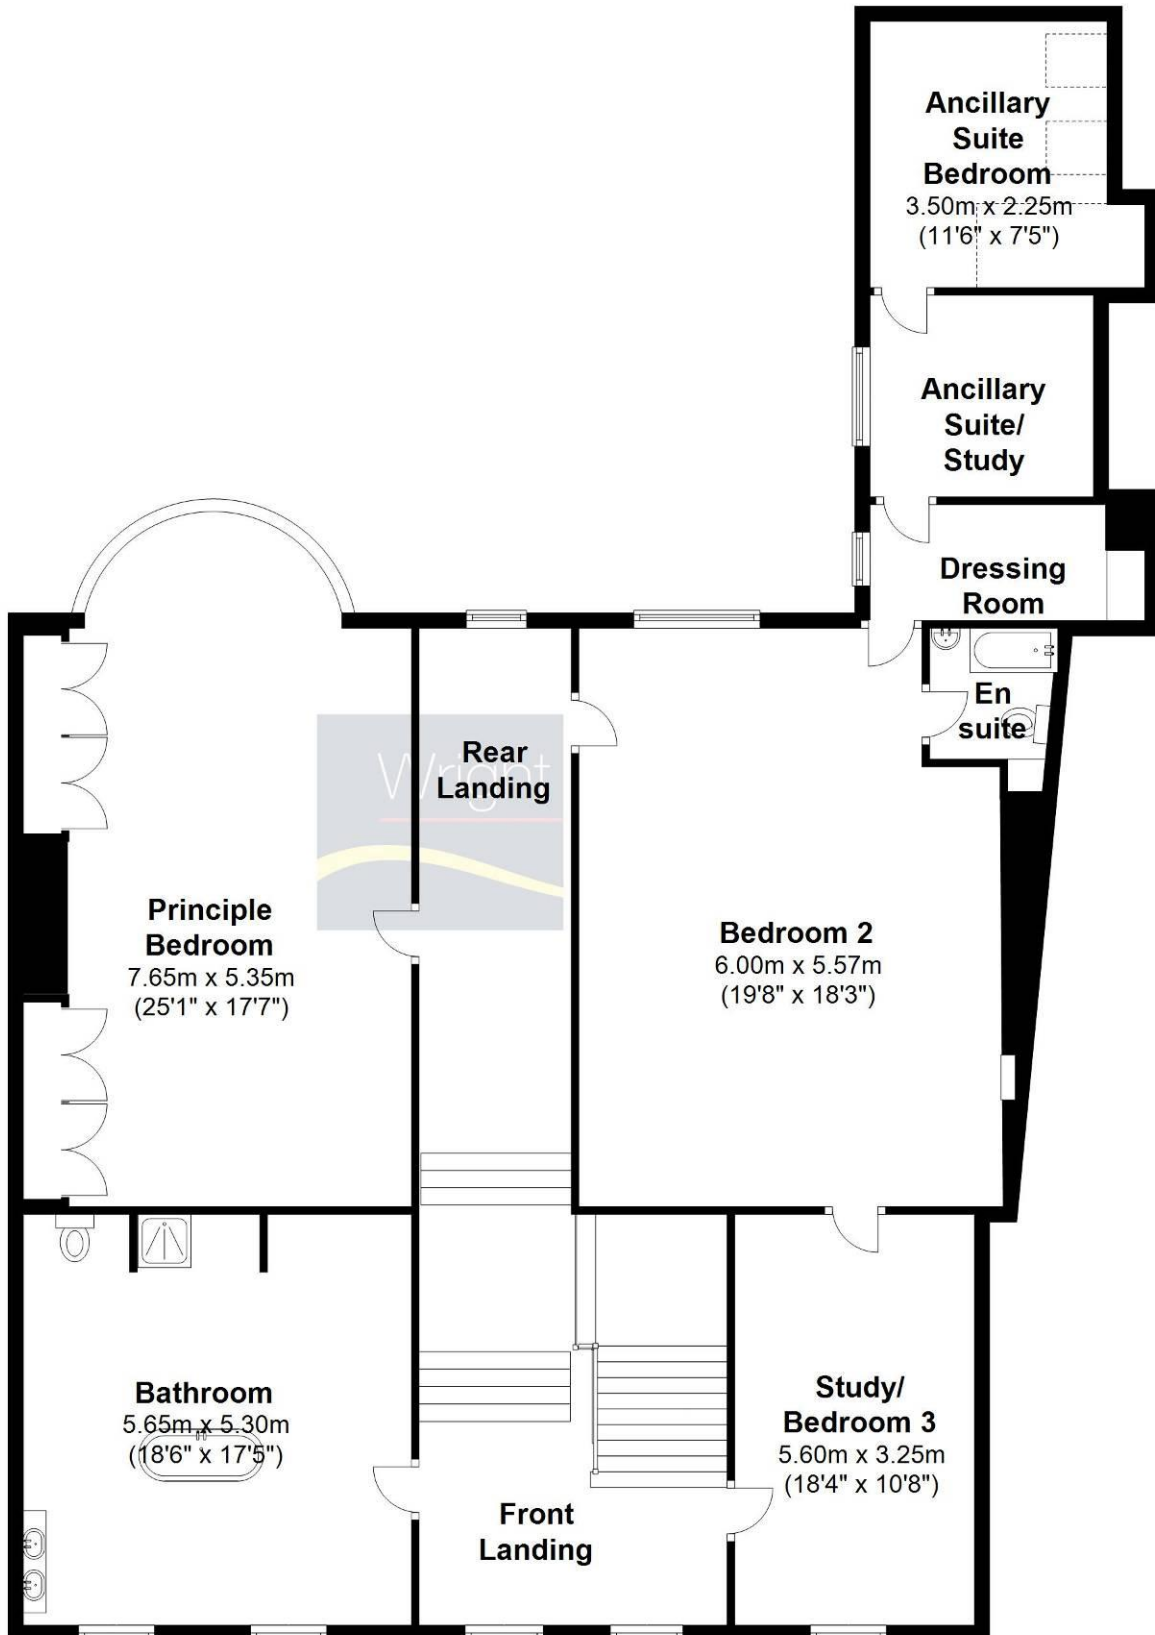 Ancillary
Suite
Bedroom
3.50m x 2.25m
(11'6" x 7'5")
Ancillary
Suite/
Study
Dressing
Room
En
suite
Wright
Rear
Landing
Principle
Bedroom
7.65m x 5.35m
(25'1" x 17'7")
Bedroom 2
6.00m x 5.57m
(19'8" x 18'3")
Bathroom
5.65m x 5.30m
(18'6" x 17'5")
Study/
Bedroom 3
5.60m x 3.25m
(18'4" x 10'8")
Front
Landing